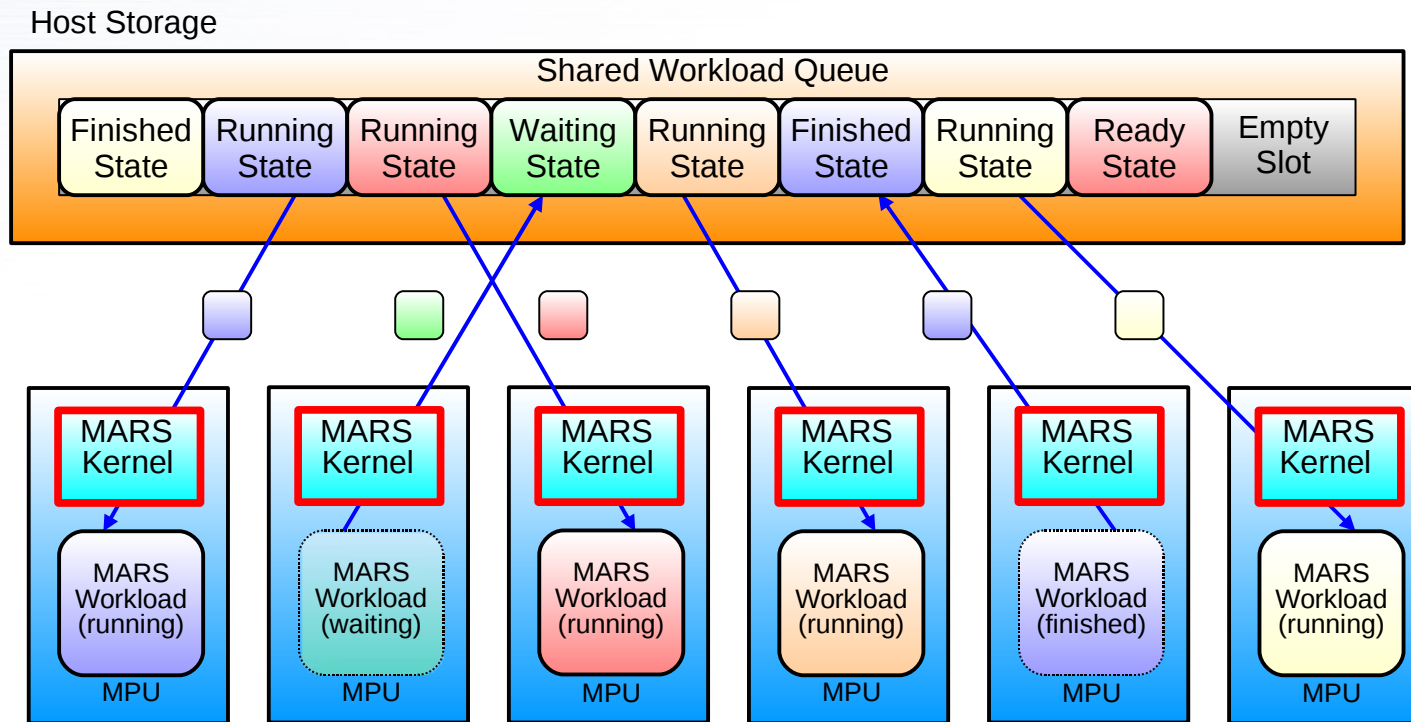 Host Storage
Shared Workload Queue
Finished
State
Running
State
Running
State
Waiting
State
Running
State
Finished
State
Running
State
Ready
State
Empty
Slot
MARS
Kernel
MARS
Workload
(running)
MPU
MARS
Kernel
MARS
Workload
(waiting)
MPU
MARS
Kernel
MARS
Workload
(running)
MPU
MARS
Kernel
MARS
Workload
(running)
MPU
MARS
Kernel
MARS
Workload
(finished)
MPU
MARS
Kernel
MARS
Workload
(running)
MPU